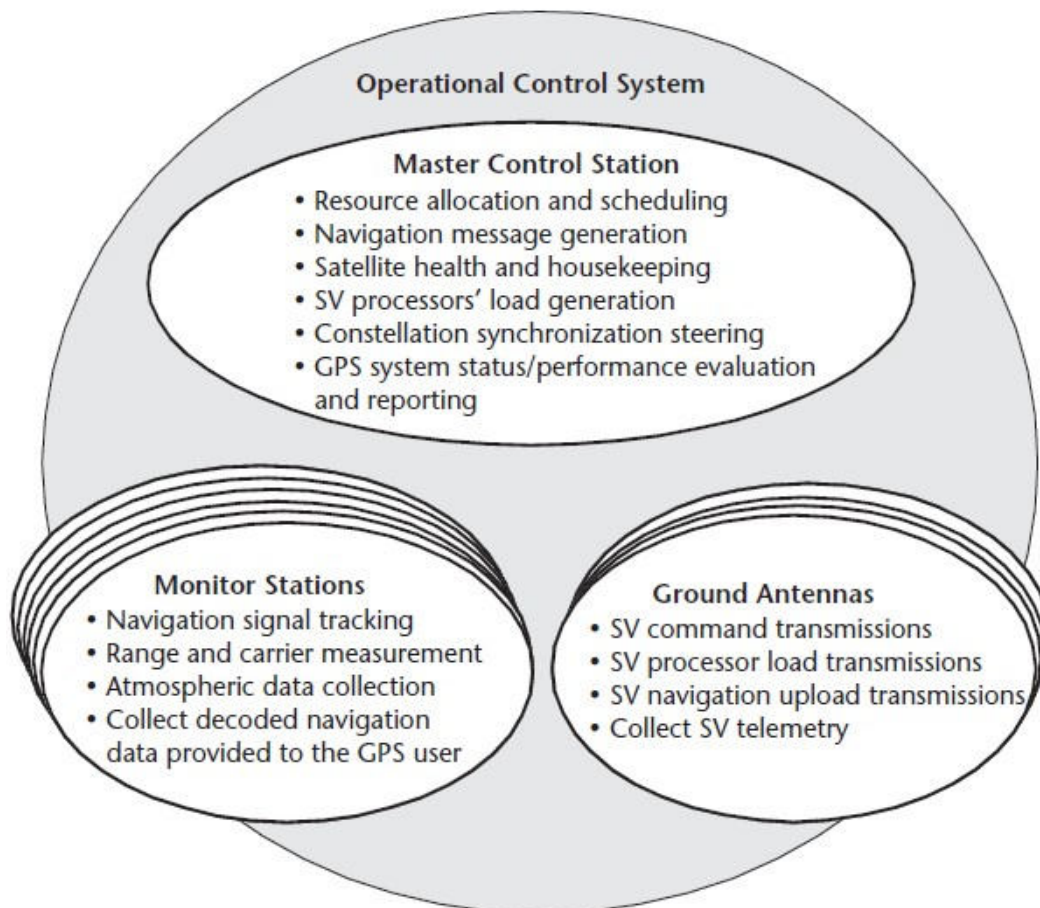 Operational Control System
Master Control Station
• Resource allocation and scheduling
• Navigation message generation
• Satellite health and housekeeping
• SV processors’ load generation
• Constellation synchronization steering
• GPS system status/performance evaluation
and reporting
Monitor Stations
• Navigation signal tracking
• Range and carrier measurement
• Atmospheric data collection
• Collect decoded navigation
data provided to the GPS user
Ground Antennas
• SV command transmissions
• SV processor load transmissions
• SV navigation upload transmissions
• Collect SV telemetry